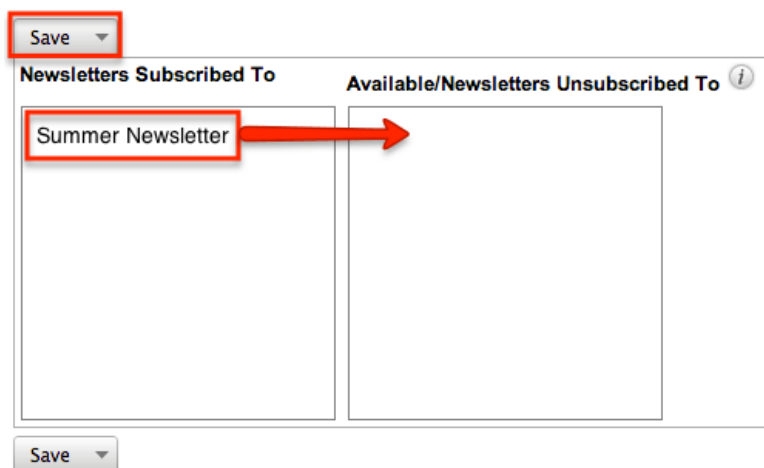 Save
Newsletters Subscribed To
Available/Newsletters Unsubscribed To i
Summer Newsletter
Save